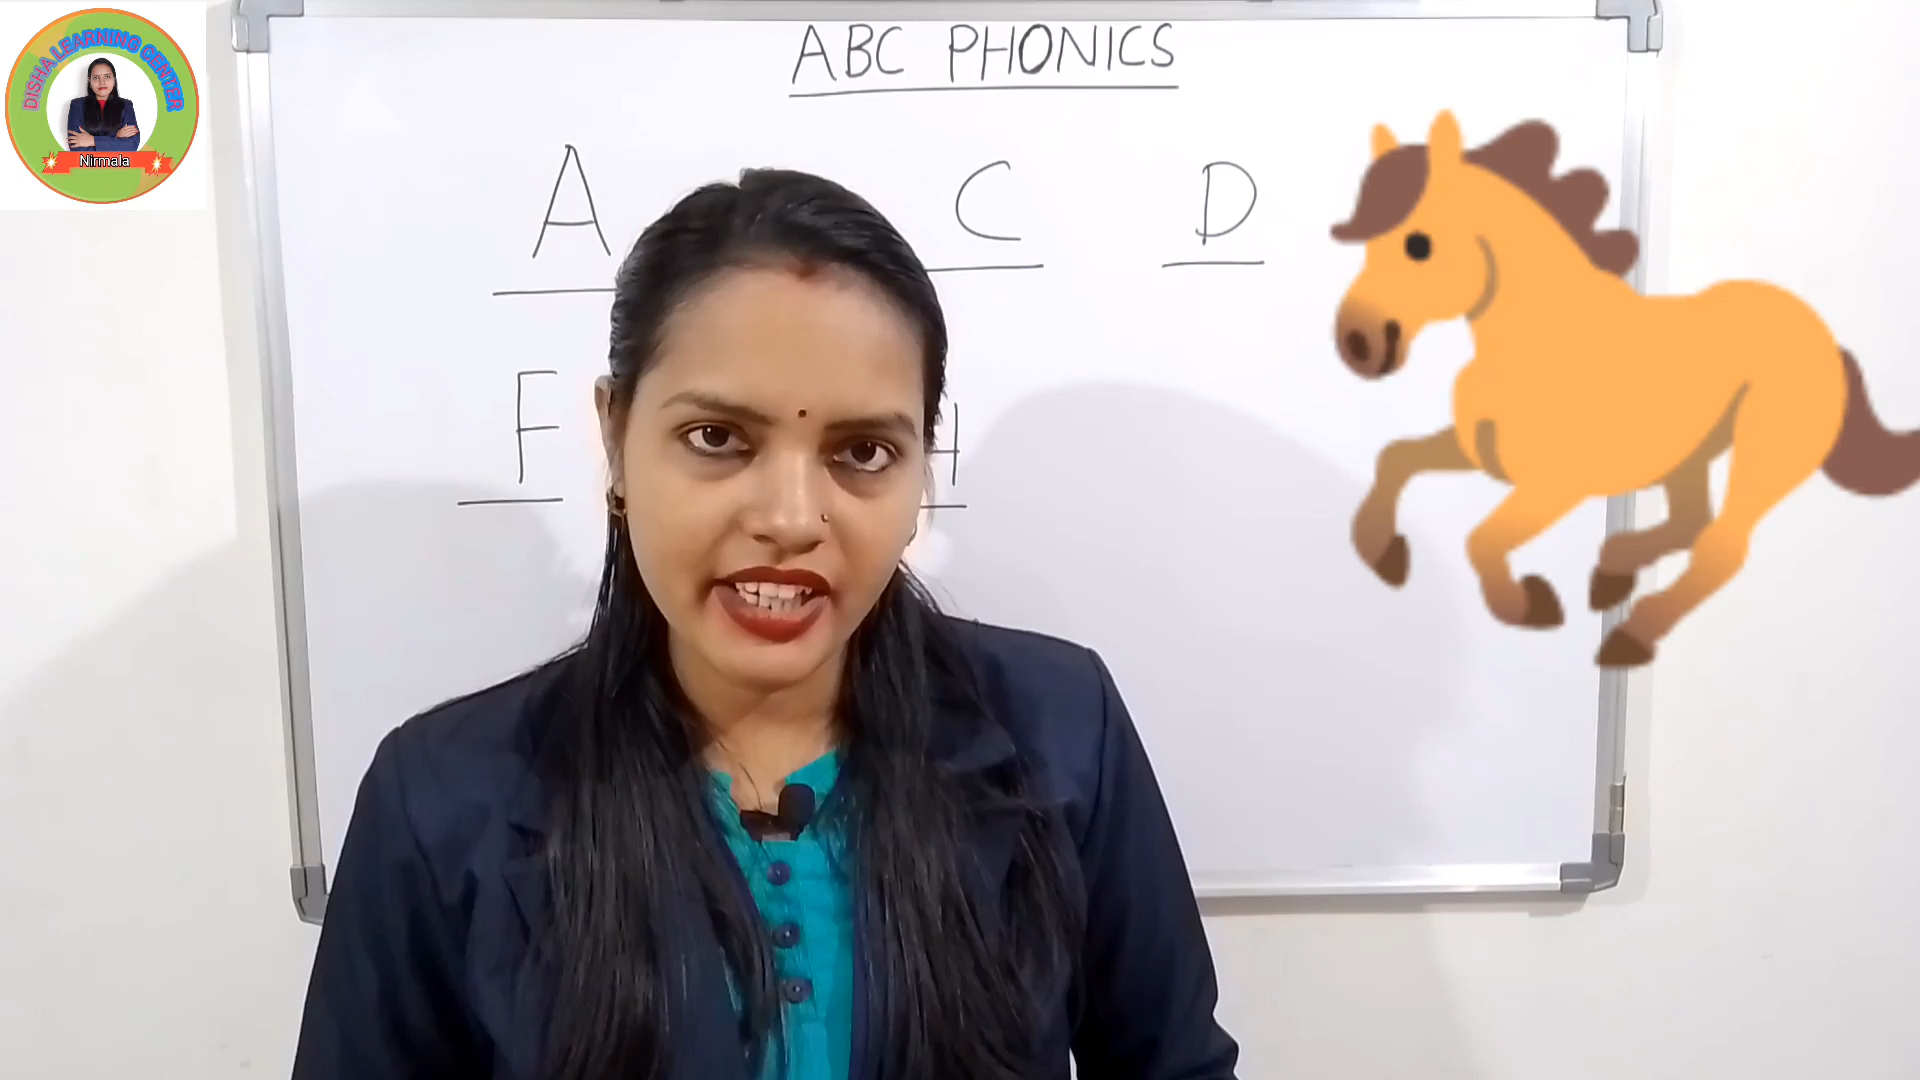 DISHA LEARNING CENTER
Nirmala
ABC PHONICS
A C D
F H